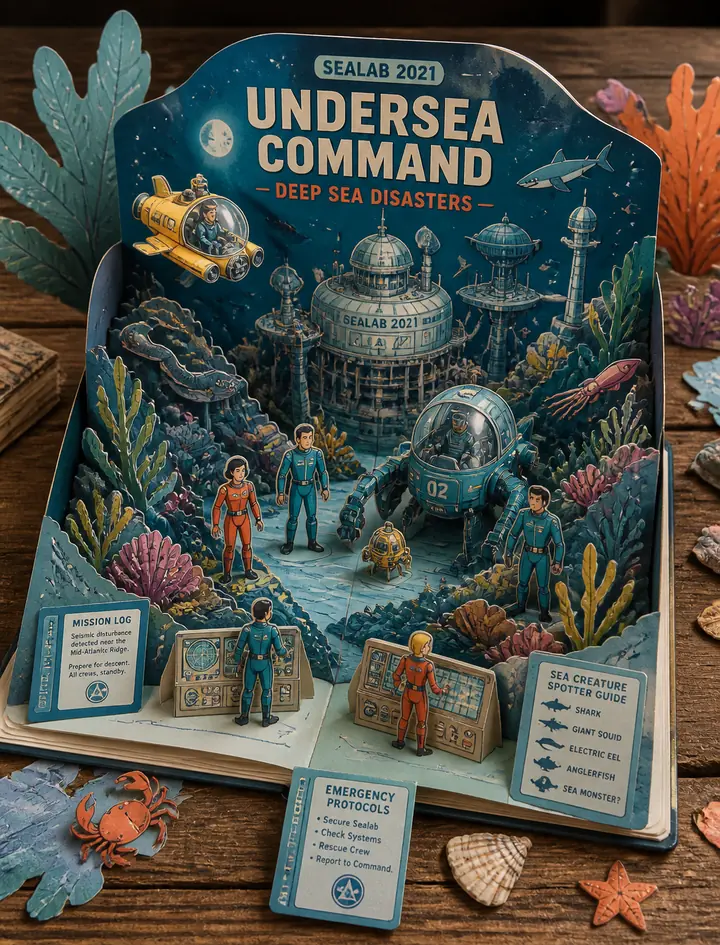 SEALAB 2021
UNDERSEA
COMMAND
– DEEP SEA DISASTERS –
SEALAB 2021
02
MISSION LOG
Seismic disturbance
detected near the
Mid-Atlantic Ridge.
Prepare for descent.
All crews, standby.
SEA CREATURE
SPOTTER GUIDE
SHARK
GIANT SQUID
ELECTRIC EEL
ANGLERFISH
SEA MONSTER?
EMERGENCY
PROTOCOLS
• Secure Sealab
• Check Systems
• Rescue Crew
• Report to Command.